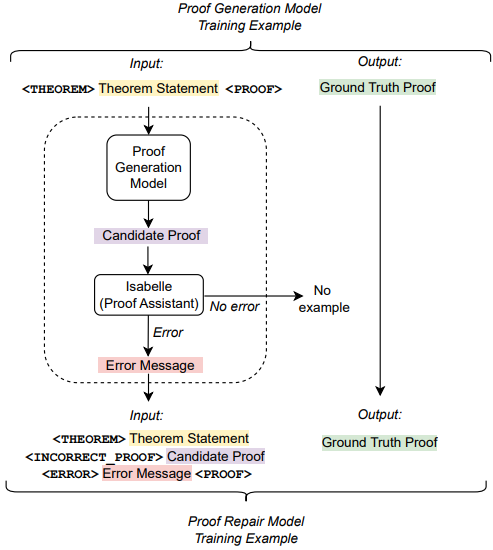 Proof Generation Model
Training Example
Input:
Output:
<THEOREM> Theorem Statement <PROOF>
Ground Truth Proof
Proof
Generation
Model
Candidate Proof
Isabelle
(Proof Assistant)
No error
No
example
Error
Error Message
Input:
Output:
<THEOREM> Theorem Statement
<INCORRECT_PROOF> Candidate Proof
<ERROR> Error Message <PROOF>
Ground Truth Proof
Proof Repair Model
Training Example